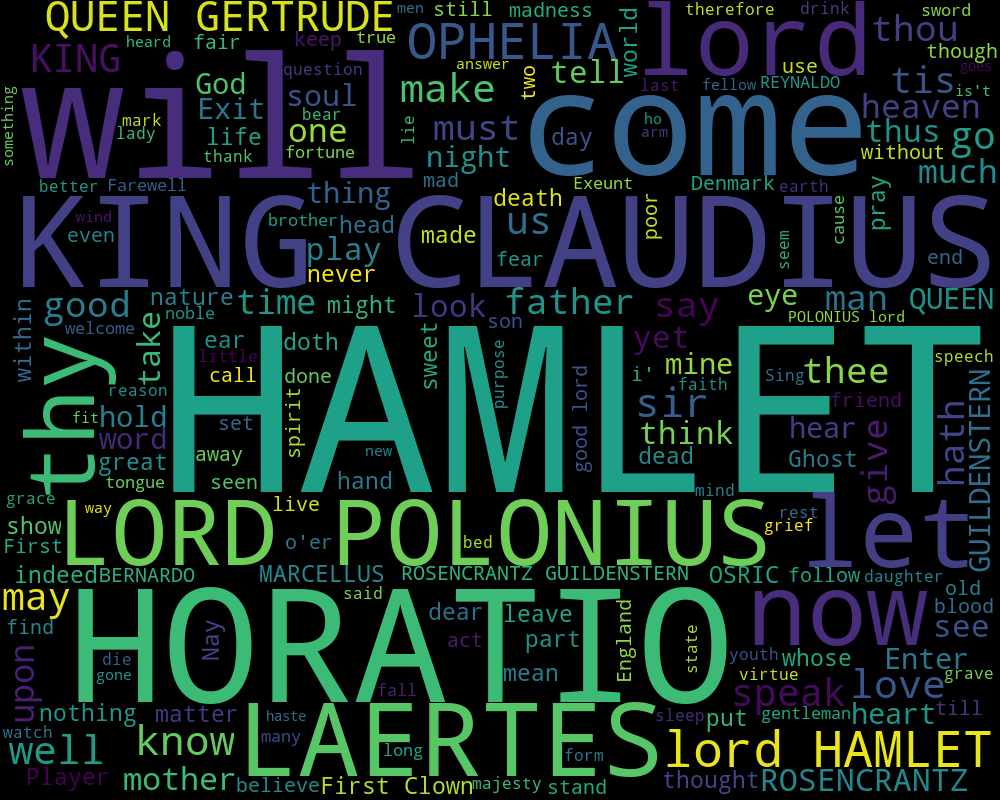 QUEEN GERTRUDE
men
still
madness
therefore
drink
sword
heard
fair
keep
true
OPHELIA
lord
thou
though
KING
will
question
answer
two
tell
world
use
goes
something
God
soul
make
last
fellow
REYNALDO
tis
is't
mark
Exit
bear
come
heaven
lady
life
one
lie
must
day
ho
arm
thus
go
thank
fortune
night
without
much
better
Farewell
thing
mad
death
Exeunt
Denmark
earth
pray
wind
KING CLAUDIUS
brother
head
us
poor
cause
even
play
made
fear
seem
end
never
within
good
nature
time
might
look
father
say
eye
man
QUEEN
welcome
noble
son
POLONIUS lord
thy
take
ear
doth
sweet
purpose
yet
speech
little
HAMLET
call
done
i'
mine
faith
Sing
thee
reason
fit
hold
set
spirit
good lord
sir
friend
GUILDENSTERN
word
think
hear
give
hath
great
away
new
dead
Ghost
tongue
seen
hand
mind
grace
way
live
let
show
LORD POLONIUS
rest
grief
First
o'er
bed
indeed
BERNARDO
MARCELLUS
ROSENCRANTZ GUILDENSTERN
OSRIC
follow
daughter
may
said
old
find
HORATIO
dear
leave
England
now
blood
Nay
act
part
state
see
die
gone
mean
youth
whose
Enter
virtue
grave
upon
fall
speak
love
nothing
matter
haste
LAERTES
sleep
put
gentleman
heart
till
watch
well
know
many
long
form
lord HAMLET
Player
mother
believe
First Clown
majesty
stand
thought
ROSENCRANTZ